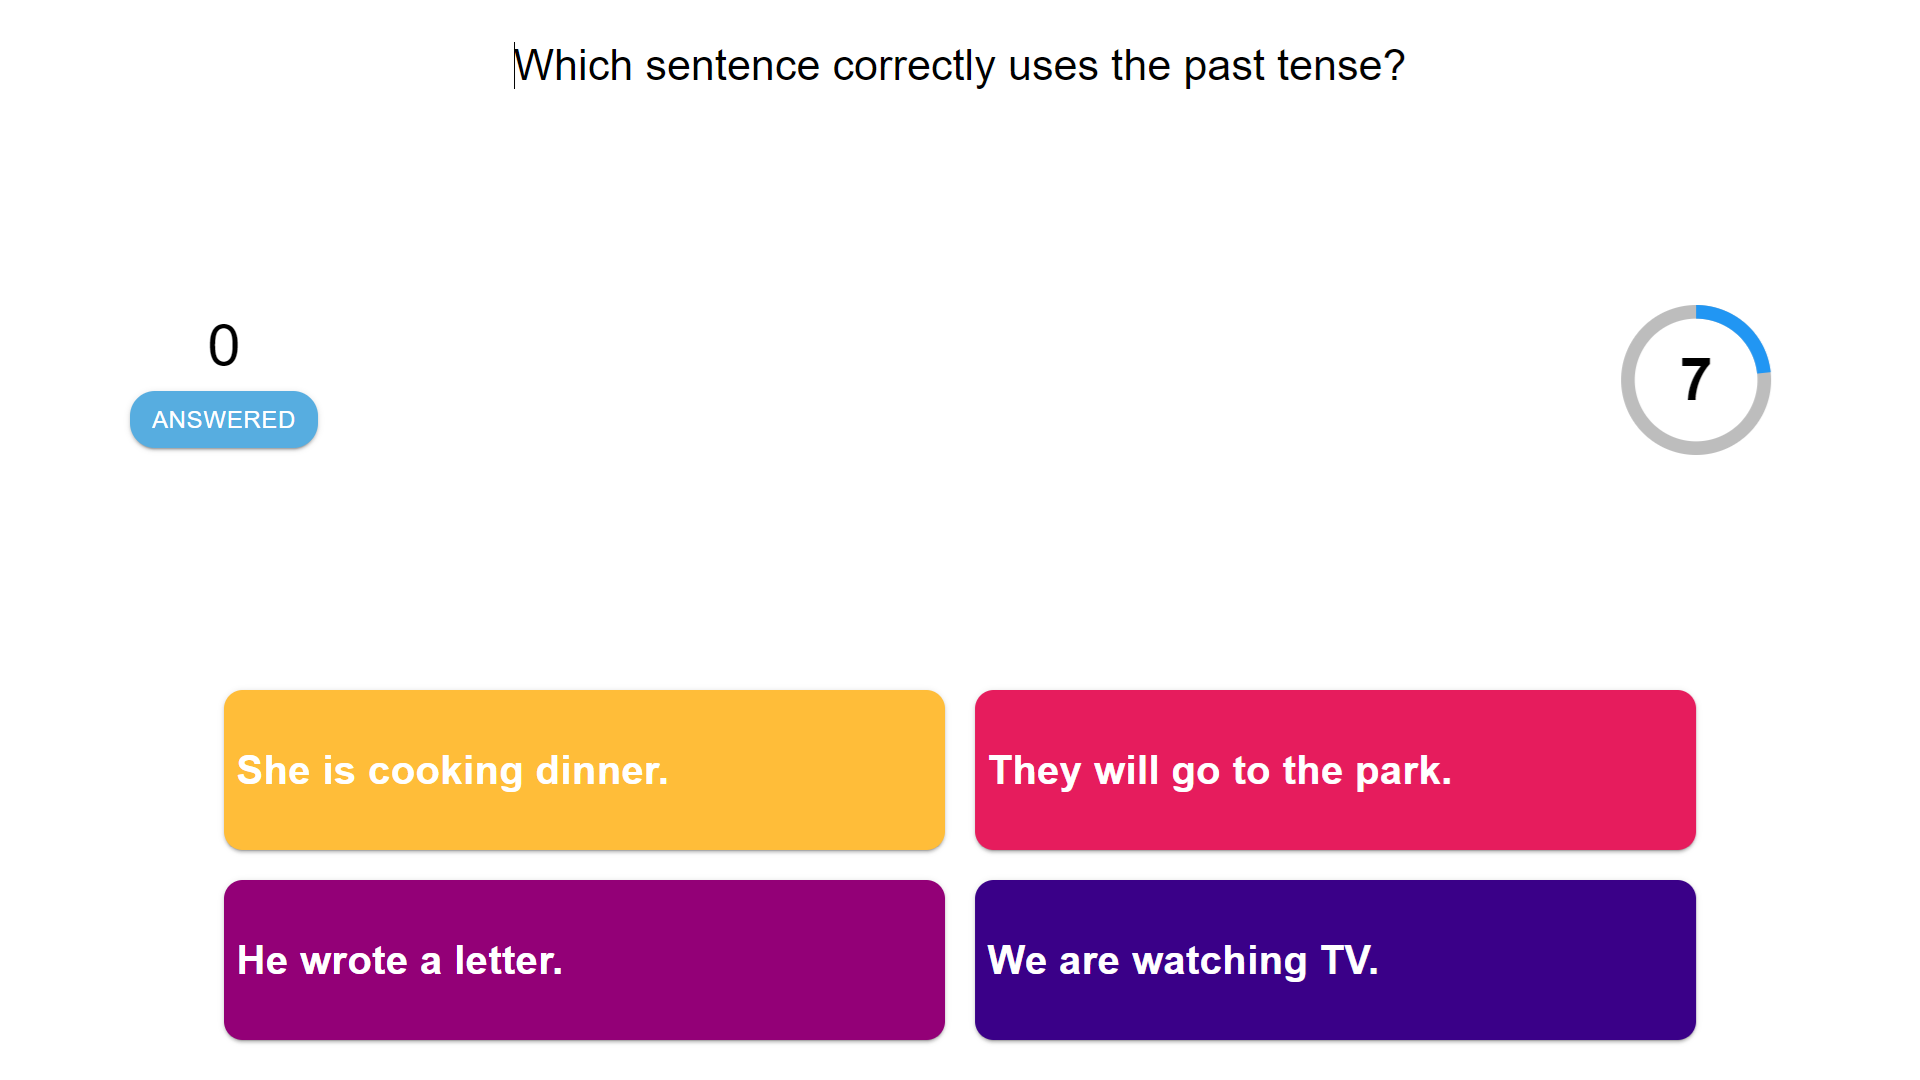 Which sentence correctly uses the past tense?
0
ANSWERED
7
She is cooking dinner.
They will go to the park.
He wrote a letter.
We are watching TV.